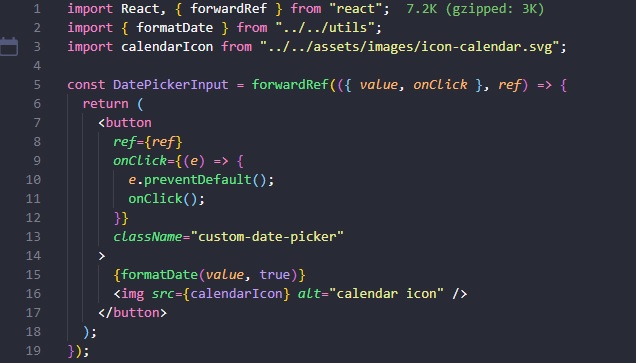 1 import React, { forwardRef } from "react"; 7.2K (gzipped: 3K)
2 import { formatDate } from "../../utils";
3 import calendarIcon from "../../assets/images/icon-calendar.svg";
4
5 const DatePickerInput = forwardRef(({ value, onClick }, ref) => {
6   return (
7     <button
8       ref={ref}
9       onClick={(e) => {
10         e.preventDefault();
11         onClick();
12       }}
13       className="custom-date-picker"
14     >
15       {formatDate(value, true)}
16       <img src={calendarIcon} alt="calendar icon" />
17     </button>
18   );
19 });